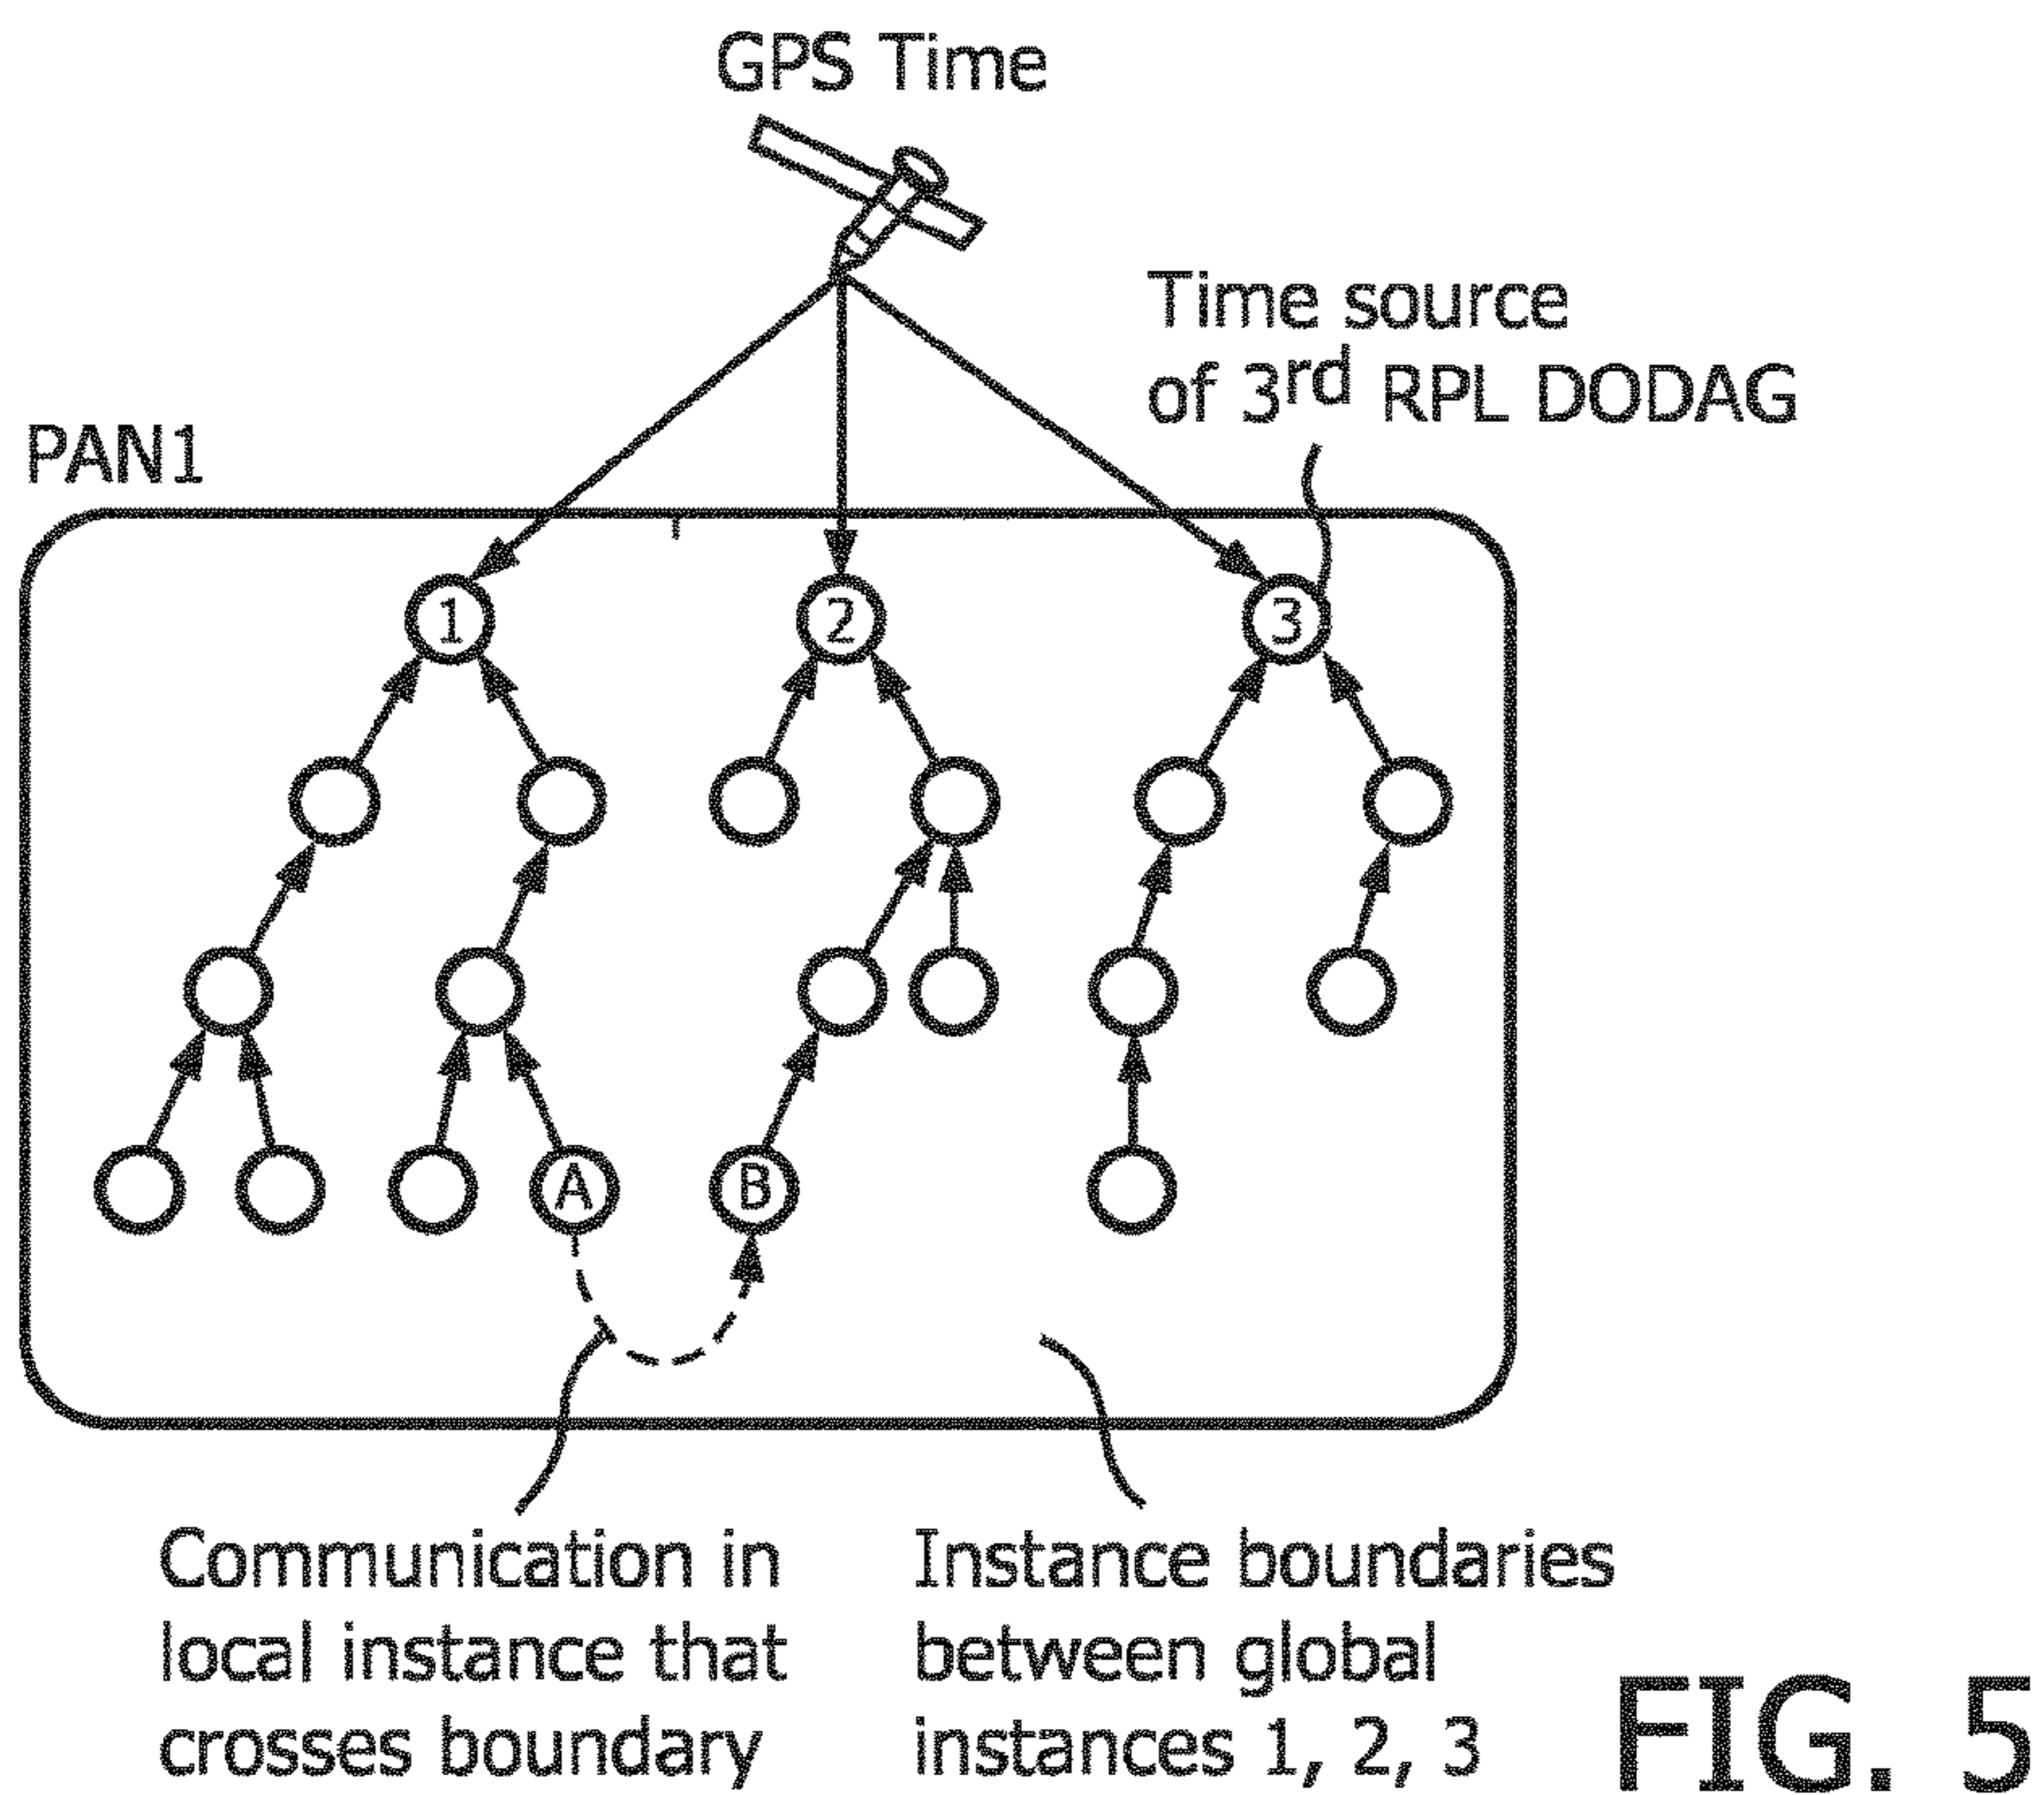 GPS Time
Time source
of 3rd RPL DODAG
PAN1
1
2
3
A
B
Communication in
local instance that
crosses boundary
Instance boundaries
between global
instances 1, 2, 3
FIG. 5